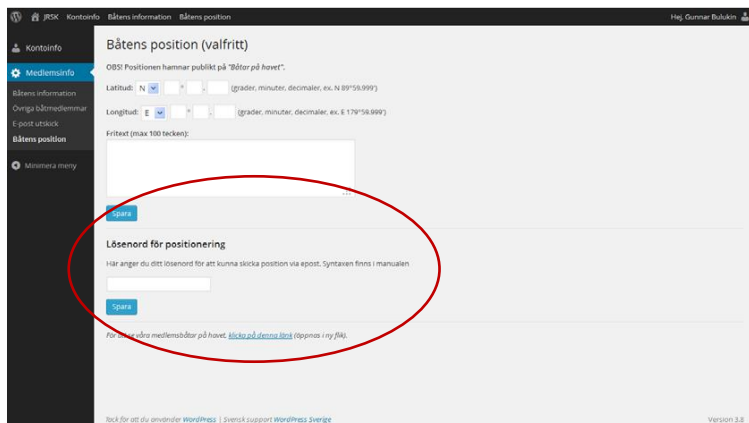 JRSK Kontoinfo Båtens information Båtens position
Hej, Gunnar Bulukin
Kontoinfo
Medlemsinfo
Båtens information
Övriga båtmedlemmar
E-post utskick
Båtens position
Minimera meny
Båtens position (valfritt)
OBS! Positionen hamnar publikt på "Båtar på havet".
Latitud: N ° . (grader, minuter, decimaler, ex. N 89°59.999')
Longitud: E ° . (grader, minuter, decimaler, ex. E 179°59.999')
Fritext (max 100 tecken):
Spara
Lösenord för positionering
Här anger du ditt lösenord för att kunna skicka position via epost. Syntaxen finns i manualen
Spara
För att se våra medlemsbåtar på havet, klicka på denna länk (öppnas i ny flik).
Tack för att du använder WordPress | Svensk support WordPress Sverige
Version 3.8